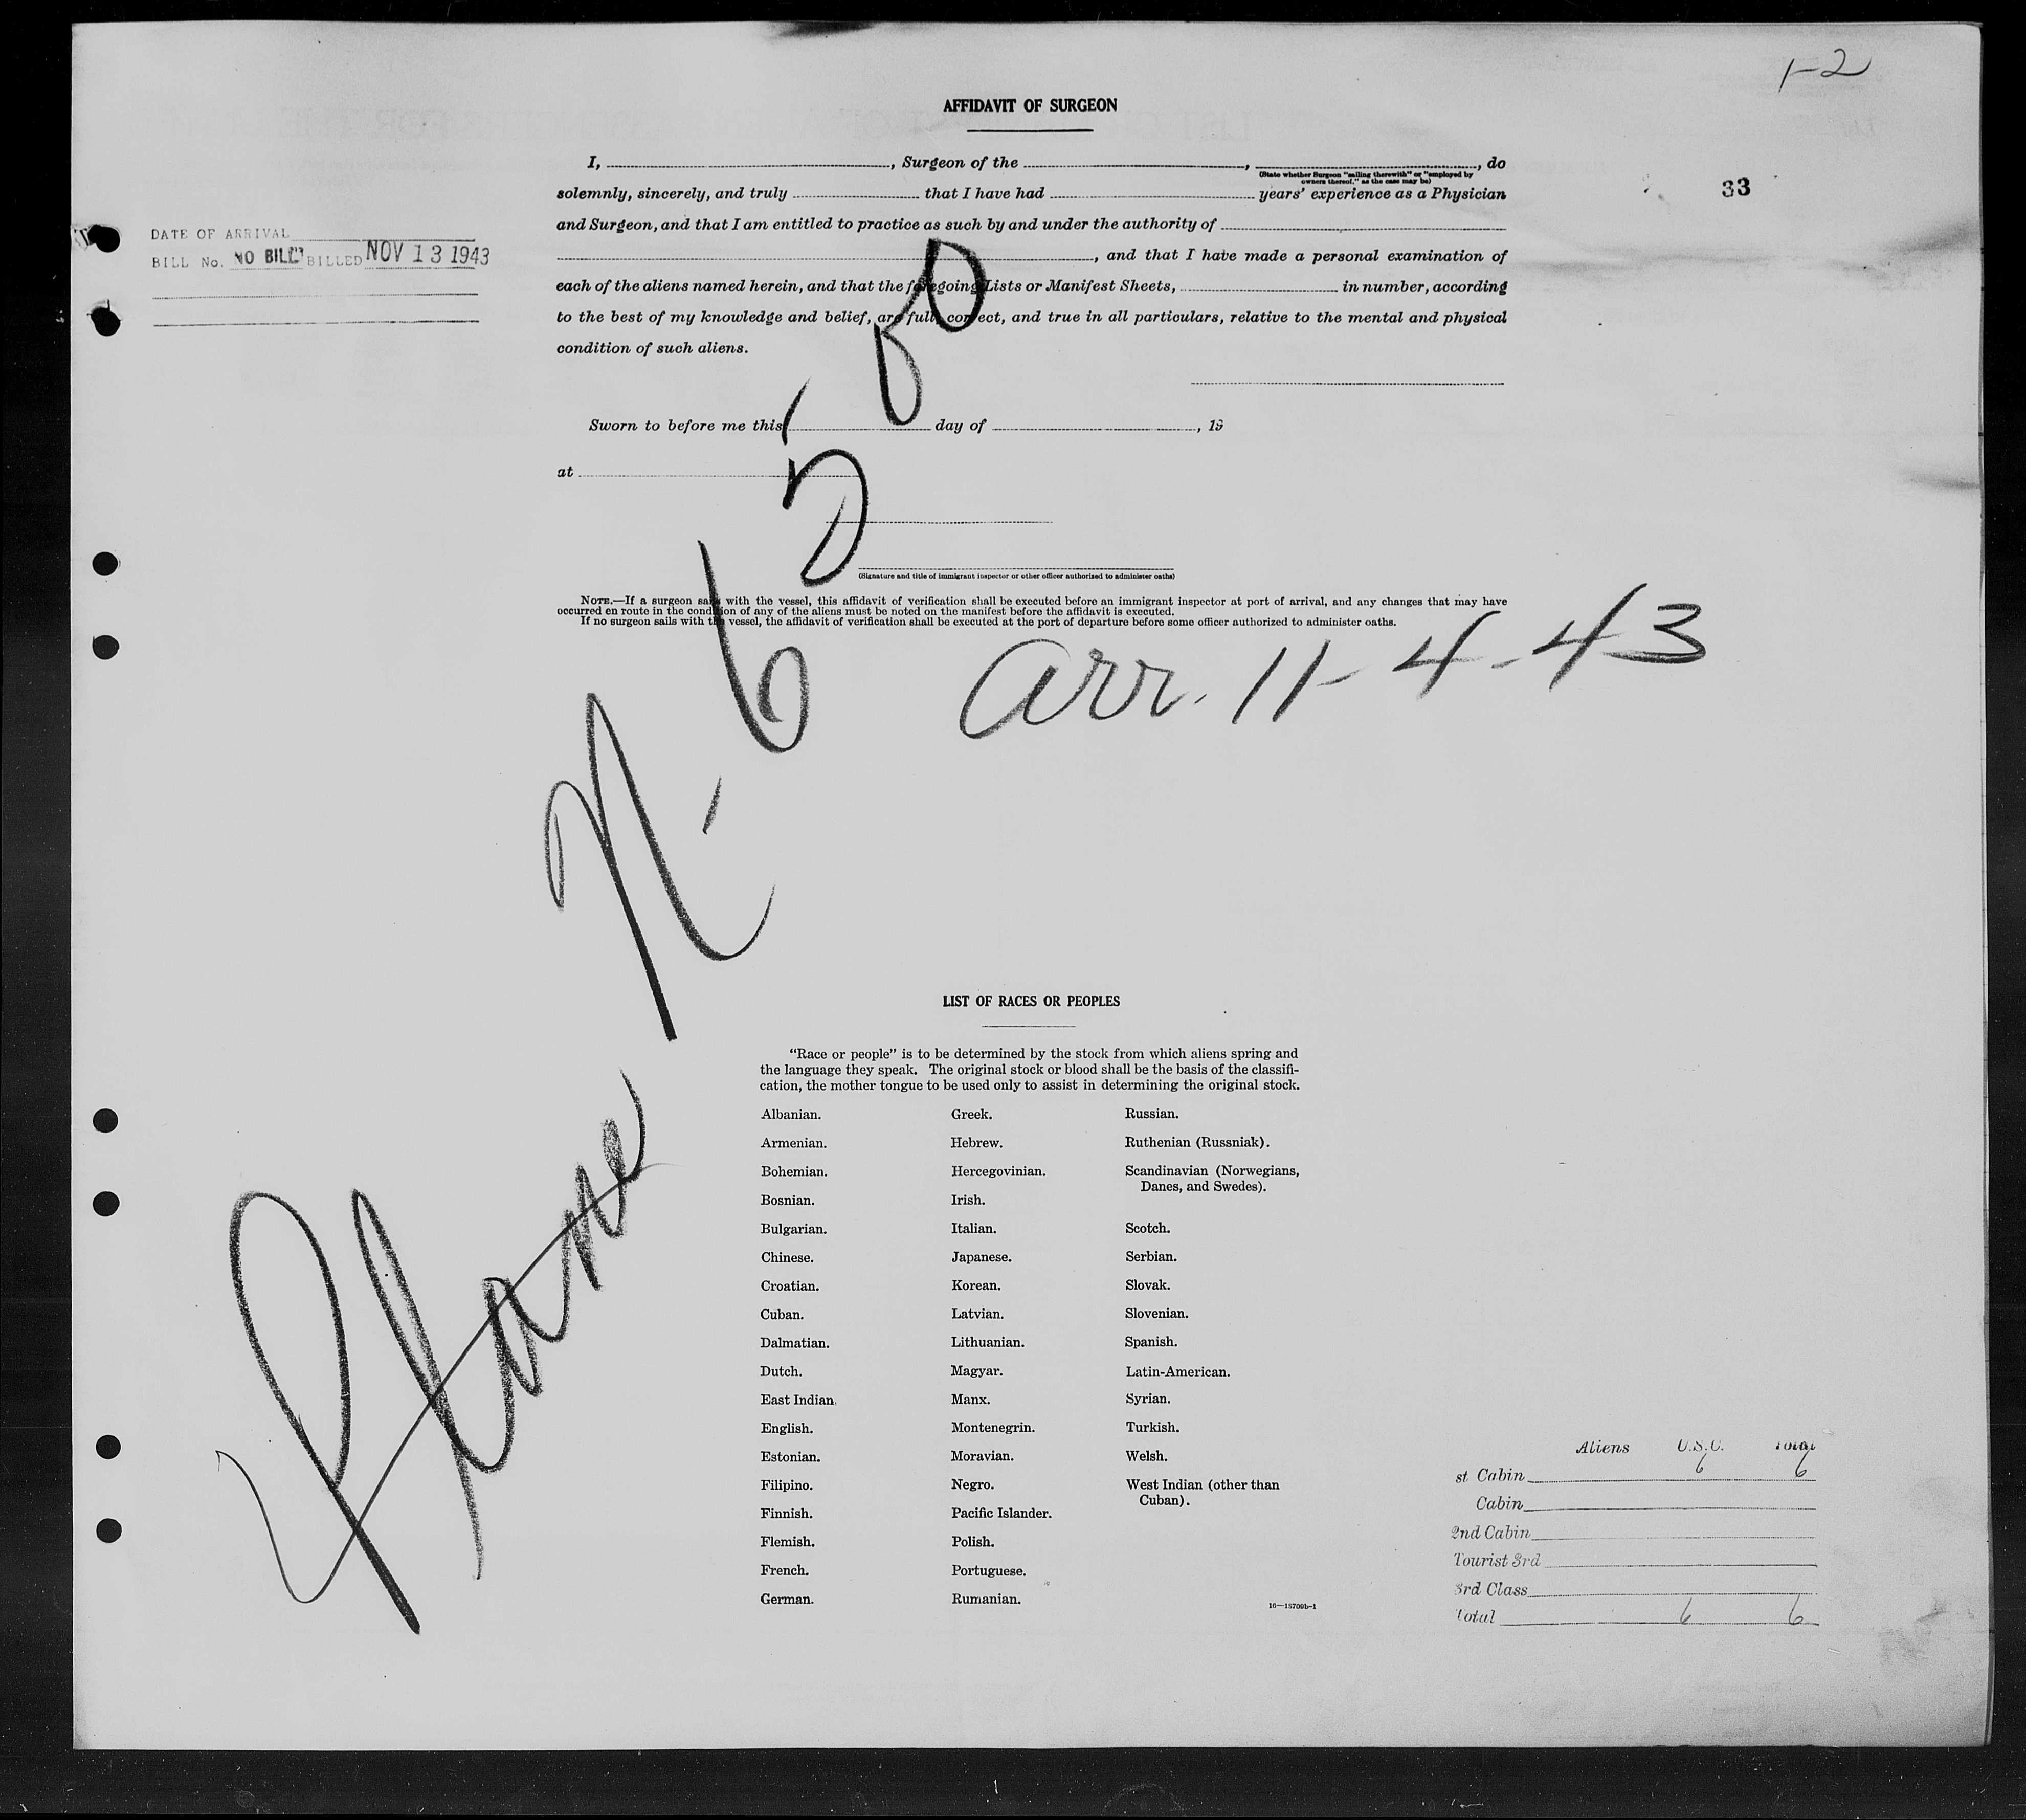 1-2
AFFIDAVIT OF SURGEON
I, , Surgeon of the , , do
(State whether Surgeon "sailing therewith" or "employed by
owners thereof," as the case may be)
33
solemnly, sincerely, and truly that I have had years' experience as a Physician
and Surgeon, and that I am entitled to practice as such by and under the authority of
, and that I have made a personal examination of
each of the aliens named herein, and that the foregoing Lists or Manifest Sheets, in number, according
to the best of my knowledge and belief, are full, correct, and true in all particulars, relative to the mental and physical
condition of such aliens.
DATE OF ARRIVAL
BILL No. NO BILL BILLED NOV 13 1943
Sworn to before me this day of , 19
at
(Signature and title of immigrant inspector or other officer authorized to administer oaths)
NOTE.—If a surgeon sails with the vessel, this affidavit of verification shall be executed before an immigrant inspector at port of arrival, and any changes that may have
occurred en route in the condition of any of the aliens must be noted on the manifest before the affidavit is executed.
If no surgeon sails with the vessel, the affidavit of verification shall be executed at the port of departure before some officer authorized to administer oaths.
arr. 11-4-43
Plane N-
LIST OF RACES OR PEOPLES
"Race or people" is to be determined by the stock from which aliens spring and
the language they speak. The original stock or blood shall be the basis of the classifi-
cation, the mother tongue to be used only to assist in determining the original stock.
Albanian. Greek. Russian.
Armenian. Hebrew. Ruthenian (Russniak).
Bohemian. Hercegovinian. Scandinavian (Norwegians,
Danes, and Swedes).
Bosnian. Irish.
Bulgarian. Italian. Scotch.
Chinese. Japanese. Serbian.
Croatian. Korean. Slovak.
Cuban. Latvian. Slovenian.
Dalmatian. Lithuanian. Spanish.
Dutch. Magyar. Latin-American.
East Indian. Manx. Syrian.
English. Montenegrin. Turkish.
Estonian. Moravian. Welsh.
Filipino. Negro. West Indian (other than
Cuban).
Finnish. Pacific Islander.
Flemish. Polish.
French. Portuguese.
German. Rumanian.
16—15709b-1
Aliens U.S.C. Total
st Cabin 6 6
Cabin
2nd Cabin
Tourist 3rd
3rd Class
Total 6 6